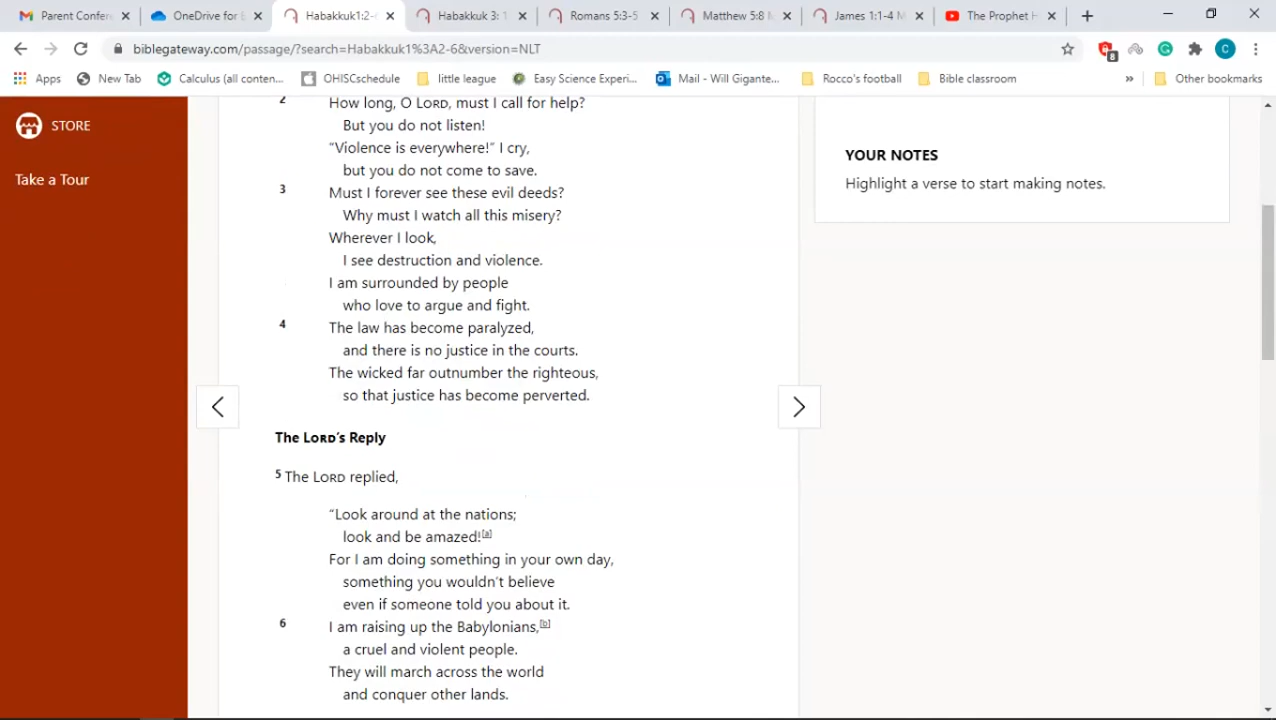 Parent Confer
OneDrive for E
Habakkuk1:2-
Habakkuk 3: 1
Romans 5:3-5
Matthew 5:8 M
James 1:1-4 M
The Prophet H
biblegateway.com/passage/?search=Habakkuk1%3A2-6&version=NLT
8
C
Apps
New Tab
Calculus (all conten...
OHISCschedule
little league
Easy Science Experi...
Mail - Will Gigante...
Rocco's football
Bible classroom
»
Other bookmarks
STORE
Take a Tour
2 How long, O LORD, must I call for help?
But you do not listen!
“Violence is everywhere!” I cry,
but you do not come to save.
3 Must I forever see these evil deeds?
Why must I watch all this misery?
Wherever I look,
I see destruction and violence.
I am surrounded by people
who love to argue and fight.
4 The law has become paralyzed,
and there is no justice in the courts.
The wicked far outnumber the righteous,
so that justice has become perverted.
The LORD’s Reply
5 The LORD replied,
“Look around at the nations;
look and be amazed![a]
For I am doing something in your own day,
something you wouldn’t believe
even if someone told you about it.
6 I am raising up the Babylonians,[b]
a cruel and violent people.
They will march across the world
and conquer other lands.
YOUR NOTES
Highlight a verse to start making notes.